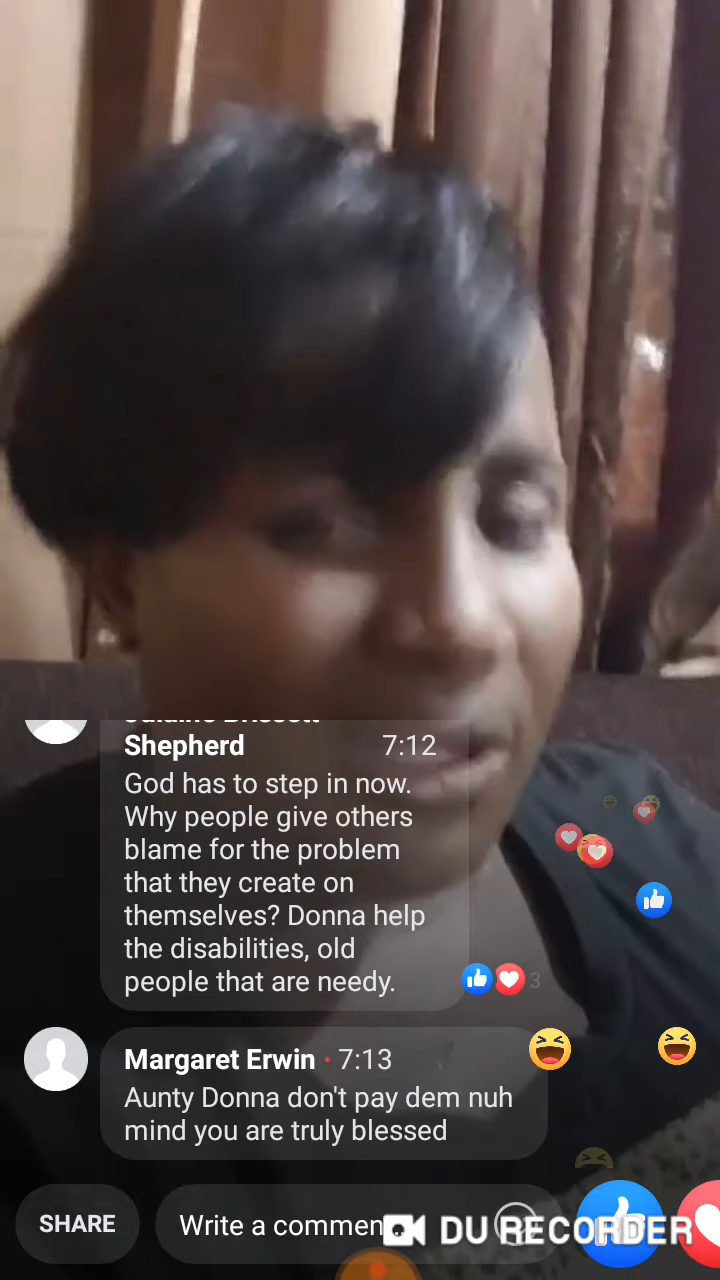 Shepherd 7:12
God has to step in now.
Why people give others
blame for the problem
that they create on
themselves? Donna help
the disabilities, old
people that are needy.
3
Margaret Erwin • 7:13
Aunty Donna don't pay dem nuh
mind you are truly blessed
SHARE
Write a commen
DU RECORDER